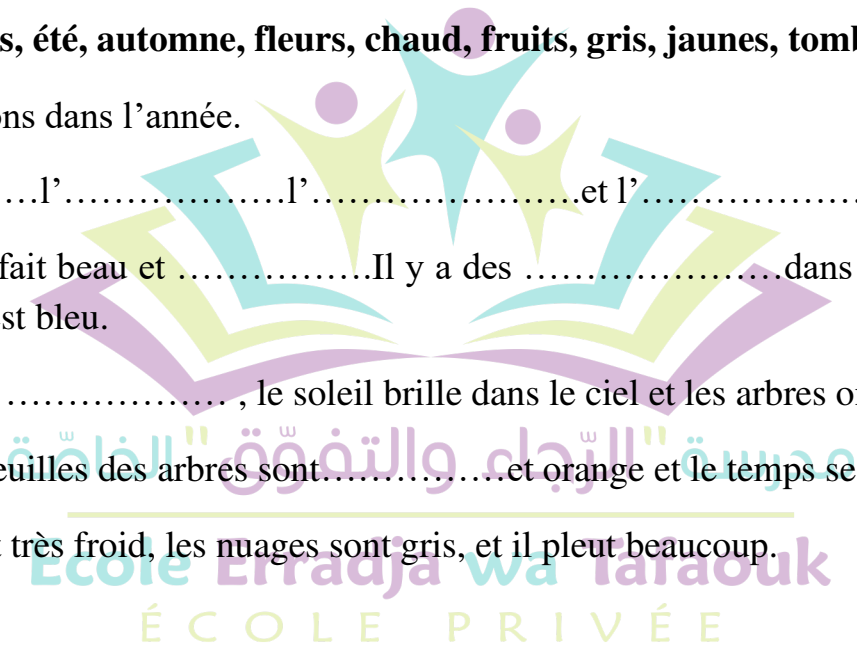 s, été, automne, fleurs, chaud, fruits, gris, jaunes, tomb
ons dans l'année.
…l'………………l'…………………et l'………………
fait beau et …………….Il y a des …………………dans
st bleu.
……………… , le soleil brille dans le ciel et les arbres o
مدرسة "الرّجاء والتفوّق" الخاصّة
euilles des arbres sont……………et orange et le temps se
t très froid, les nuages sont gris, et il pleut beaucoup.
Ecole Erradja wa Tafaouk
ÉCOLE PRIVÉE